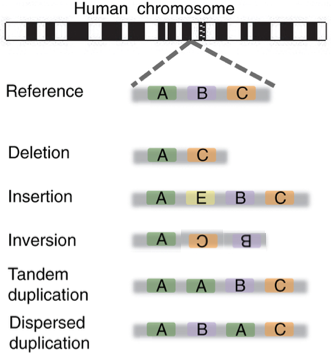 Human chromosome
Reference A B C
Deletion A C
Insertion A E B C
Inversion A C B
Tandem
duplication A A B C
Dispersed
duplication A B A C